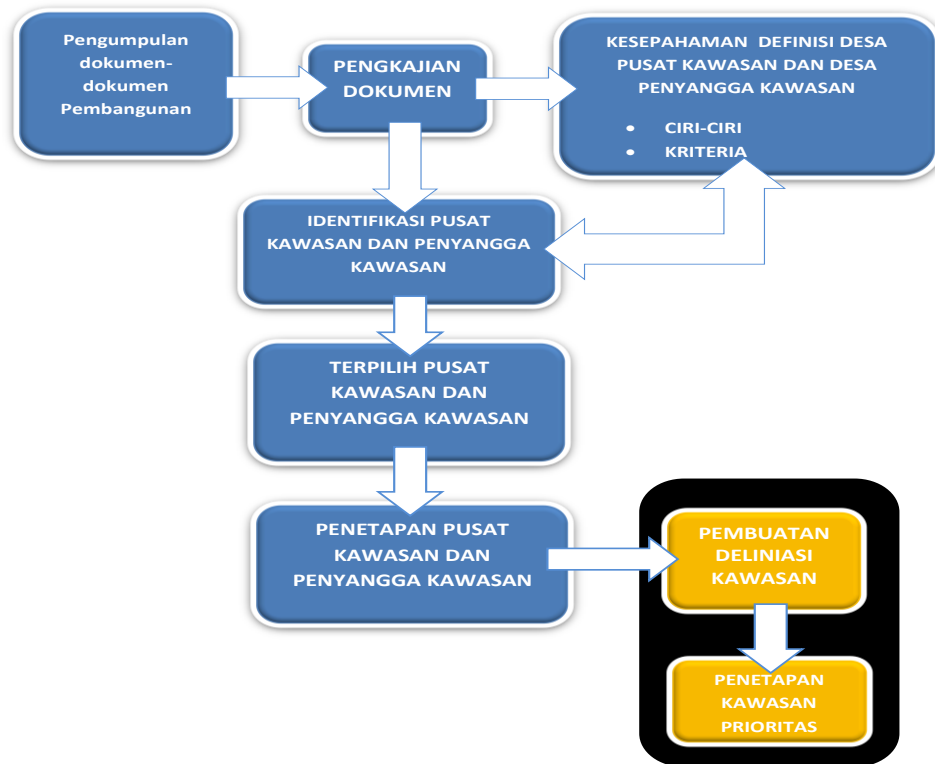 Pengumpulan
dokumen-
dokumen
Pembangunan
PENGKAJIAN
DOKUMEN
KESEPAHAMAN DEFINISI DESA
PUSAT KAWASAN DAN DESA
PENYANGGA KAWASAN
• CIRI-CIRI
• KRITERIA
IDENTIFIKASI PUSAT
KAWASAN DAN PENYANGGA
KAWASAN
TERPILIH PUSAT
KAWASAN DAN
PENYANGGA KAWASAN
PENETAPAN PUSAT
KAWASAN DAN
PENYANGGA KAWASAN
PEMBUATAN
DELINIASI
KAWASAN
PENETAPAN
KAWASAN
PRIORITAS